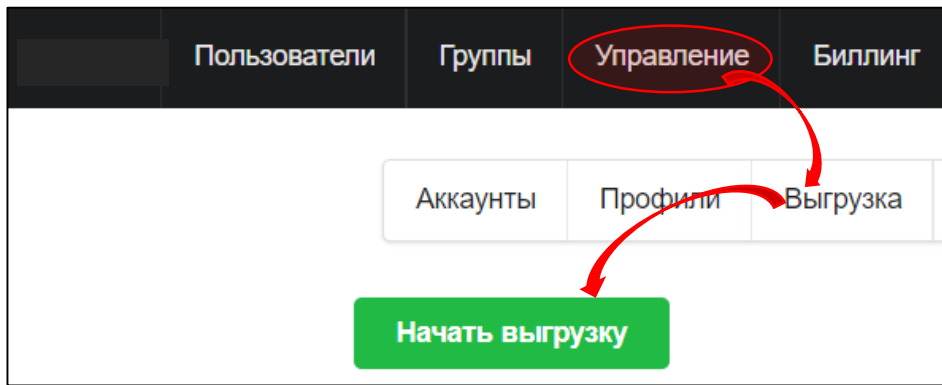 Пользователи Группы Управление Биллинг
Аккаунты Профили Выгрузка
Начать выгрузку